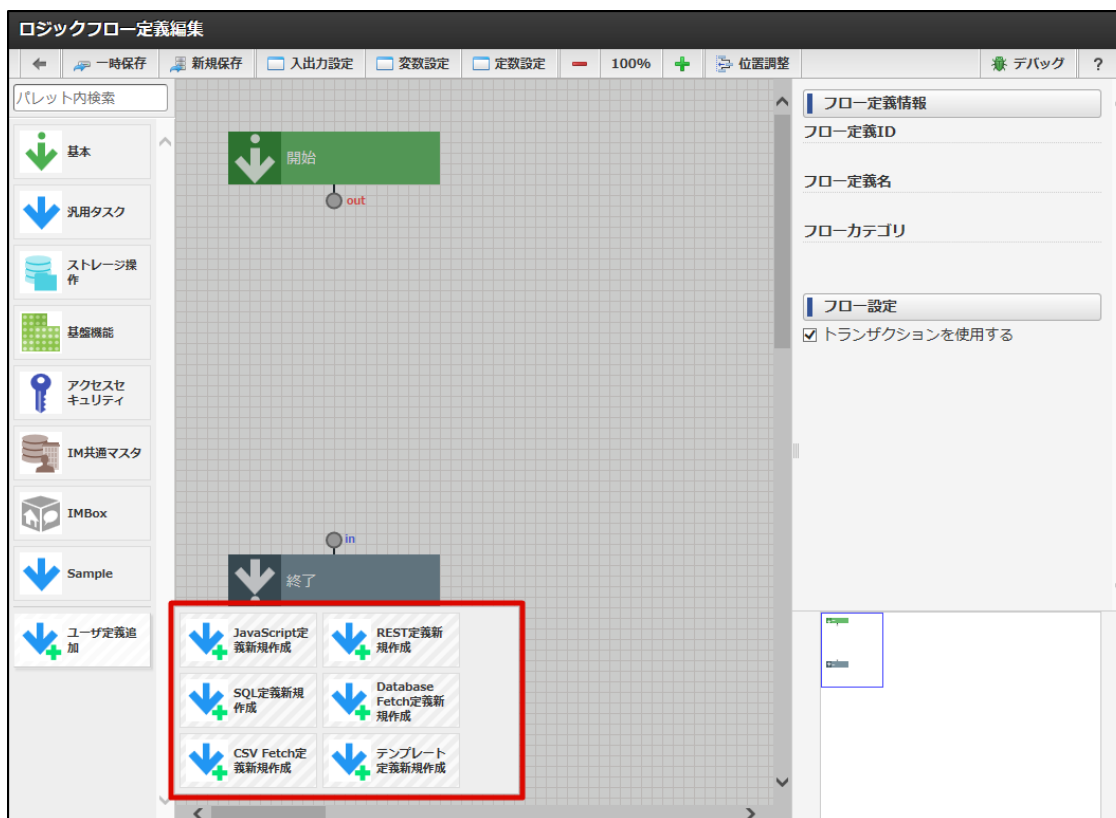 ロジックフロー定義編集
一時保存
新規保存
入出力設定
変数設定
定数設定
100%
位置調整
デバッグ
?
パレット内検索
基本
汎用タスク
ストレージ操
作
基盤機能
アクセスセ
キュリティ
IM共通マスタ
IMBox
Sample
ユーザ定義追
加
開始
out
in
終了
JavaScript定
義新規作成
REST定義新
規作成
SQL定義新規
作成
Database
Fetch定義新
規作成
CSV Fetch定
義新規作成
テンプレート
定義新規作成
フロー定義情報
フロー定義ID
フロー定義名
フローカテゴリ
フロー設定
トランザクションを使用する